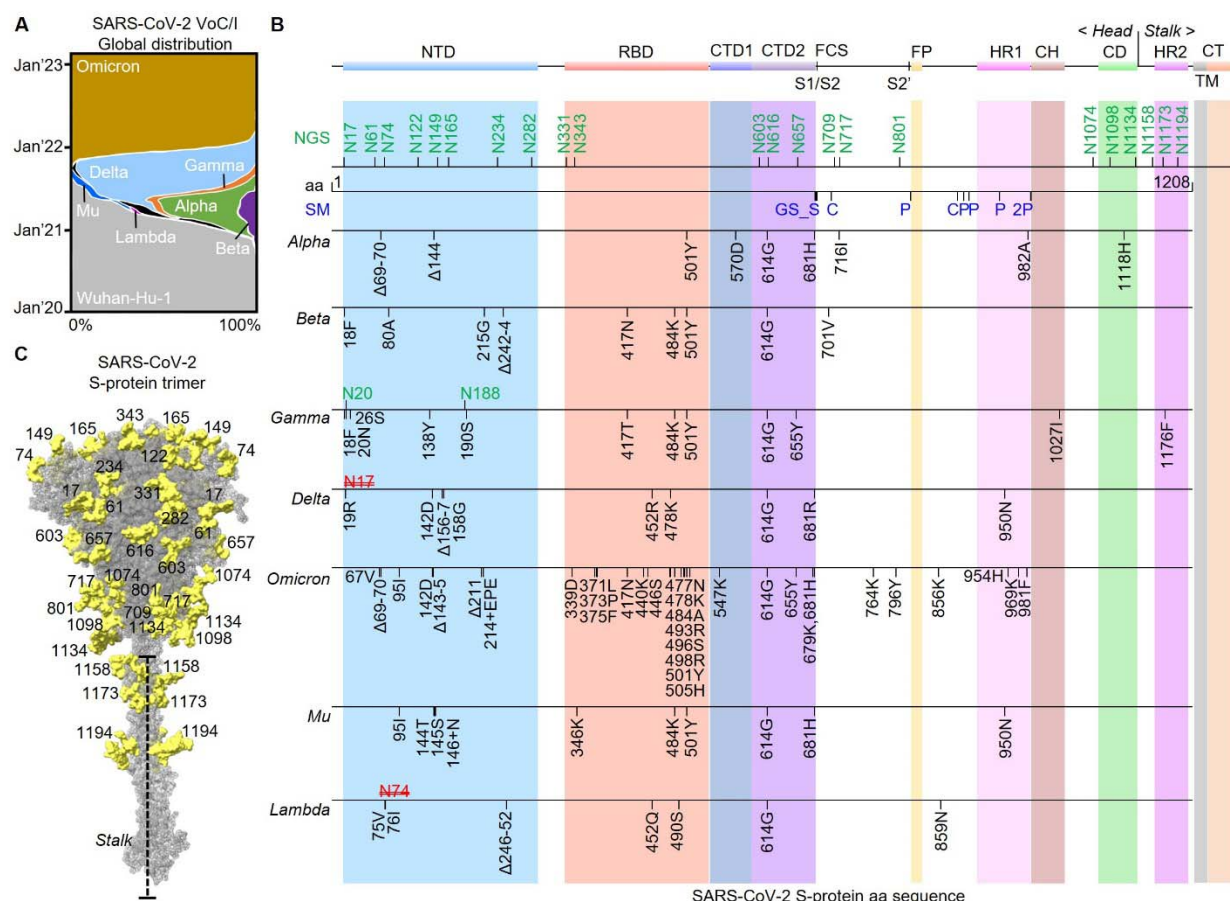 A
SARS-CoV-2 VoC/I
Global distribution
Jan'23
Omicron
Jan'22
Delta
Gamma
Mu
Alpha
Lambda
Beta
Jan'21
Wuhan-Hu-1
Jan'20
0%
100%
B
< Head
Stalk >
NTD
RBD
CTD1
CTD2
FCS
FP
HR1
CH
CD
HR2
CT
S1/S2
S2'
TM
NGS
N17
N61
N74
N122
N149
N165
N234
N282
N331
N343
N603
N616
N657
N709
N717
N801
N1074
N1098
N1134
N1158
N1173
N1194
aa
1
1208
SM
GS_S
C
P
CPP
P
2P
Alpha
Δ69-70
Δ144
501Y
570D
614G
681H
716I
982A
1118H
Beta
18F
80A
215G
Δ242-4
417N
484K
501Y
614G
701V
N20
N188
Gamma
18F
20N
26S
138Y
190S
417T
484K
501Y
614G
655Y
1027I
1176F
N17
Delta
19R
142D
Δ156-7
158G
452R
478K
614G
681R
950N
Omicron
67V
Δ69-70
95I
142D
Δ143-5
Δ211
214+EPE
339D
371L
373P
375F
417N
440K
446S
477N
478K
484A
493R
496S
498R
501Y
505H
547K
614G
655Y
679K,681H
764K
796Y
856K
954H
969K
981F
Mu
95I
144T
145S
146+N
346K
484K
501Y
614G
681H
950N
N74
Lambda
75V
76I
Δ246-52
452Q
490S
614G
859N
SARS-CoV-2 S-protein aa sequence
C
SARS-CoV-2
S-protein trimer
343
165
165
149
149
74
74
234
122
17
331
17
61
282
61
603
657
616
657
603
717
1074
801
1074
801
709
717
1098
1134
1134
1134
1098
1158
1158
1173
1173
1194
1194
Stalk